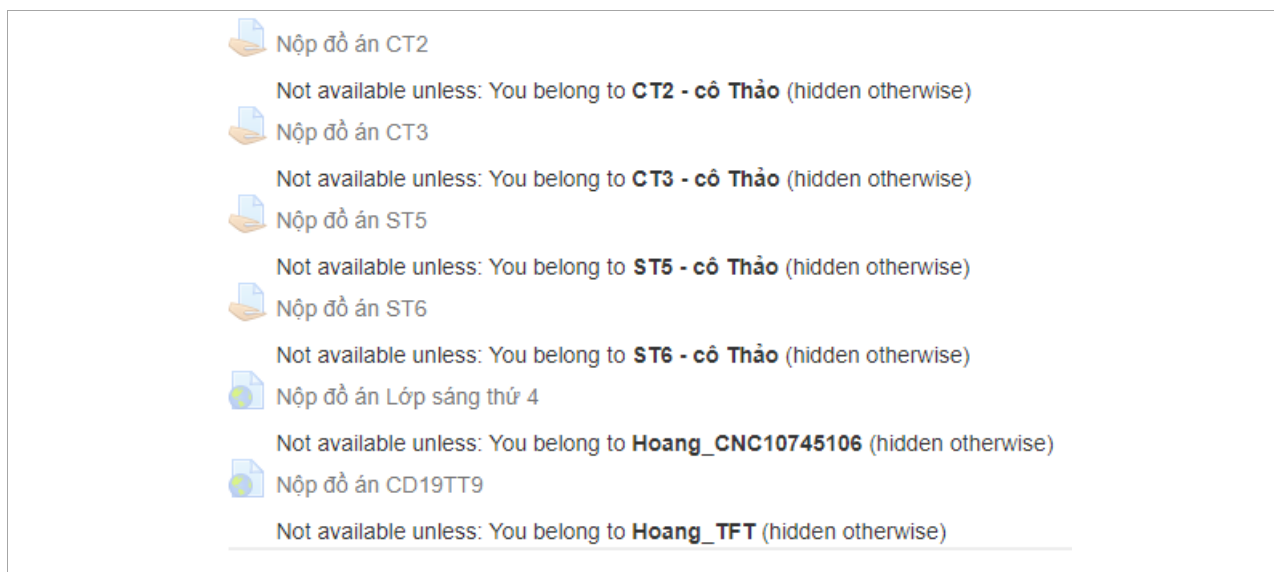 Nộp đồ án CT2
Not available unless: You belong to CT2 - cô Thảo (hidden otherwise)
Nộp đồ án CT3
Not available unless: You belong to CT3 - cô Thảo (hidden otherwise)
Nộp đồ án ST5
Not available unless: You belong to ST5 - cô Thảo (hidden otherwise)
Nộp đồ án ST6
Not available unless: You belong to ST6 - cô Thảo (hidden otherwise)
Nộp đồ án Lớp sáng thứ 4
Not available unless: You belong to Hoang_CNC10745106 (hidden otherwise)
Nộp đồ án CD19TT9
Not available unless: You belong to Hoang_TFT (hidden otherwise)